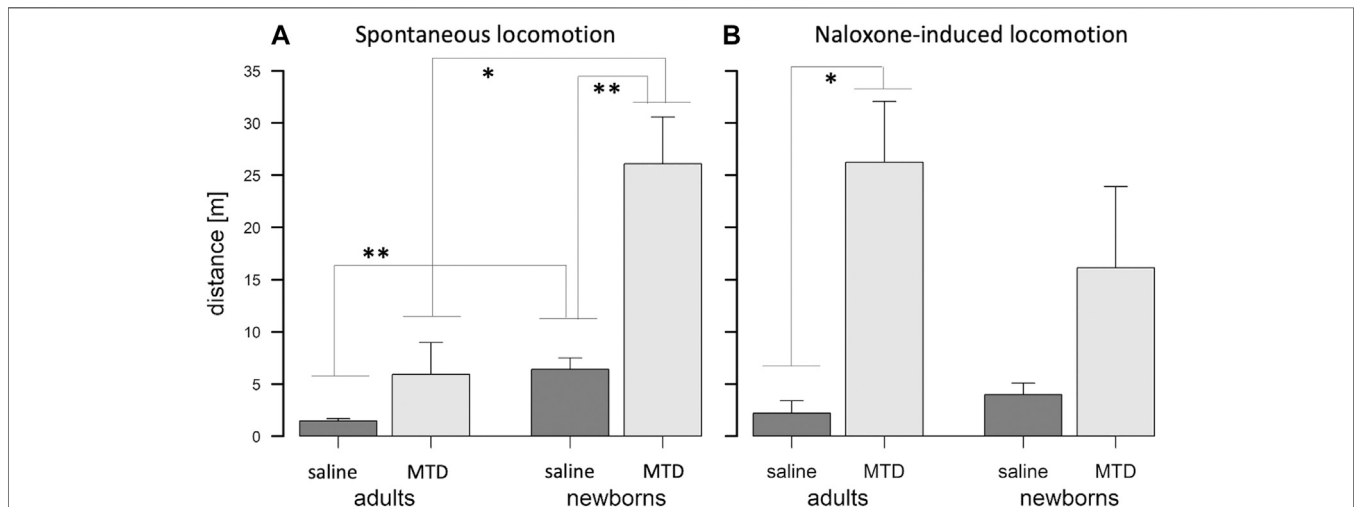 A Spontaneous locomotion
B Naloxone-induced locomotion
distance [m]
35
30
25
20
15
10
5
0
*
**
**
*
saline MTD saline MTD
adults newborns
saline MTD saline MTD
adults newborns